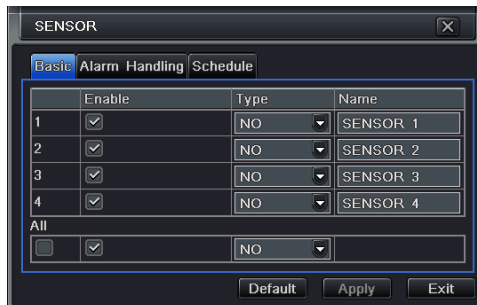 SENSOR
Basic Alarm Handling Schedule
Enable Type Name
1 NO SENSOR 1
2 NO SENSOR 2
3 NO SENSOR 3
4 NO SENSOR 4
All
NO
Default Apply Exit